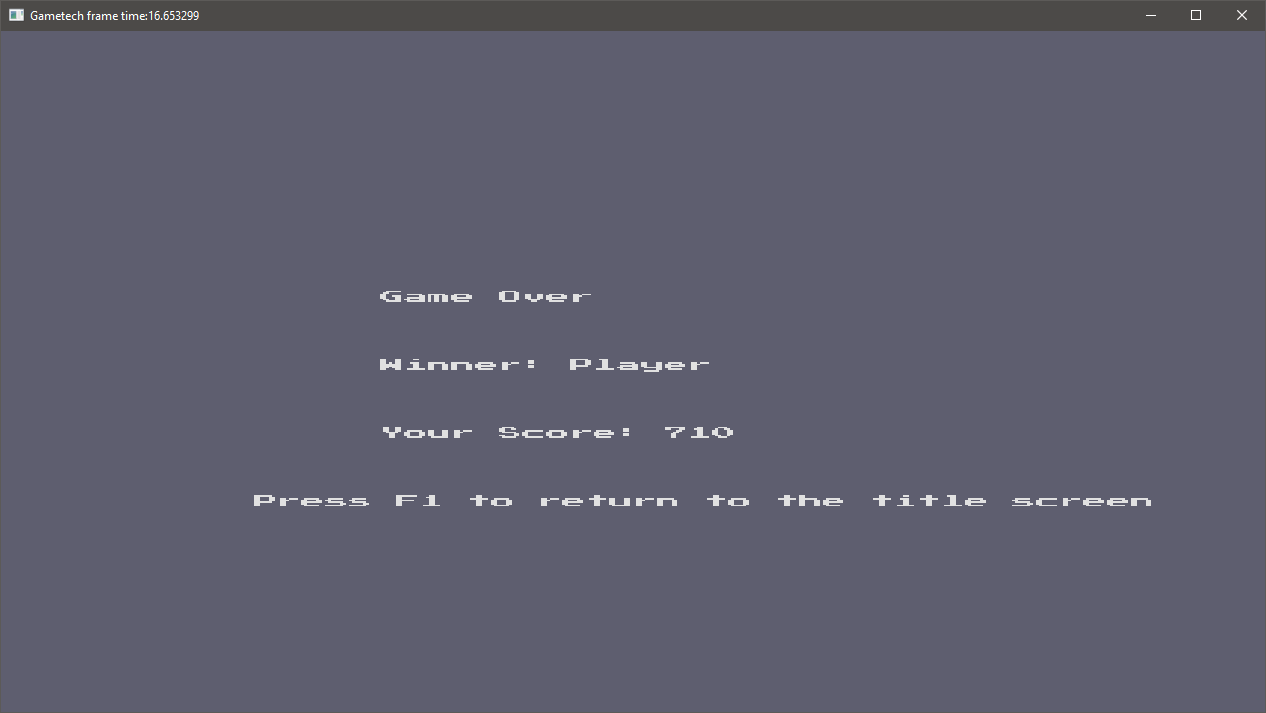 Gametech frame time:16.653299
Game Over
Winner: Player
Your Score: 710
Press F1 to return to the title screen